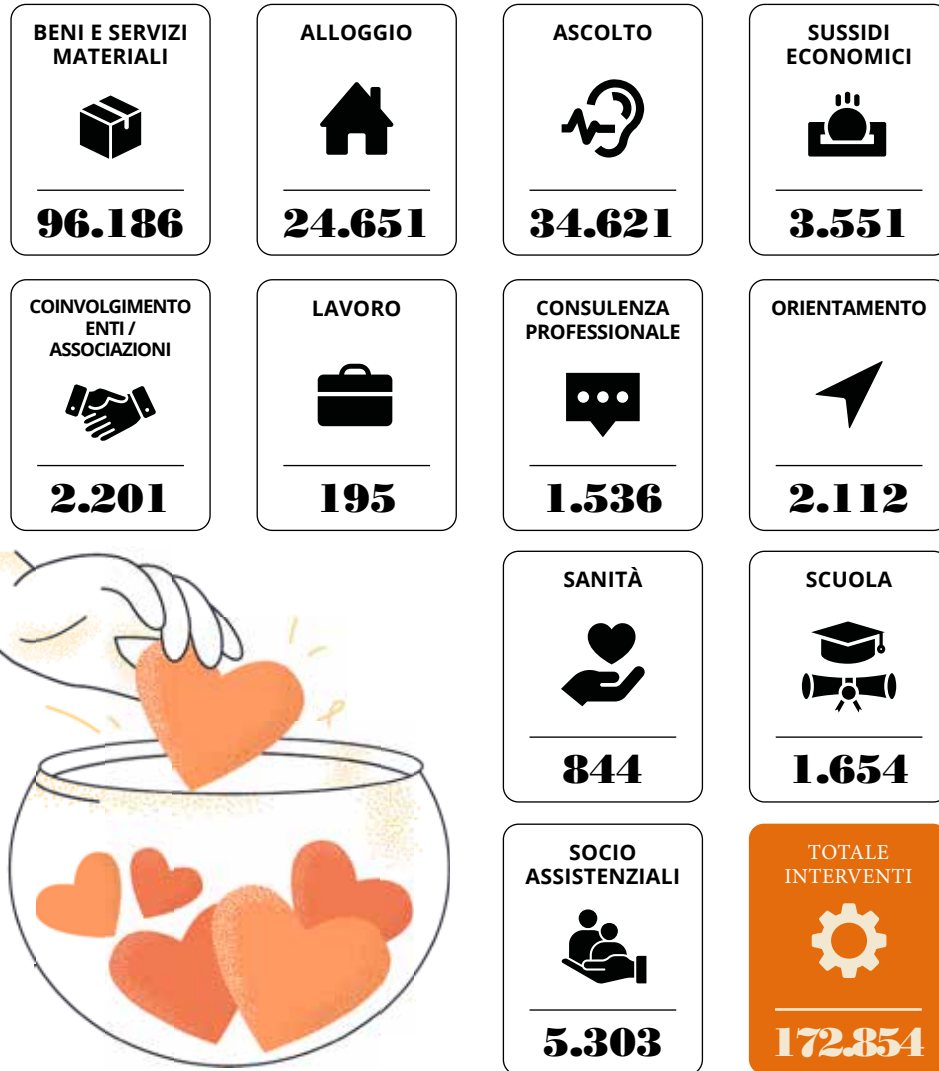 BENI E SERVIZI
MATERIALI
96.186
ALLOGGIO
24.651
ASCOLTO
34.621
SUSSIDI
ECONOMICI
3.551
COINVOLGIMENTO
ENTI /
ASSOCIAZIONI
2.201
LAVORO
195
CONSULENZA
PROFESSIONALE
1.536
ORIENTAMENTO
2.112
SANITÀ
844
SCUOLA
1.654
SOCIO
ASSISTENZIALI
5.303
TOTALE
INTERVENTI
172.854